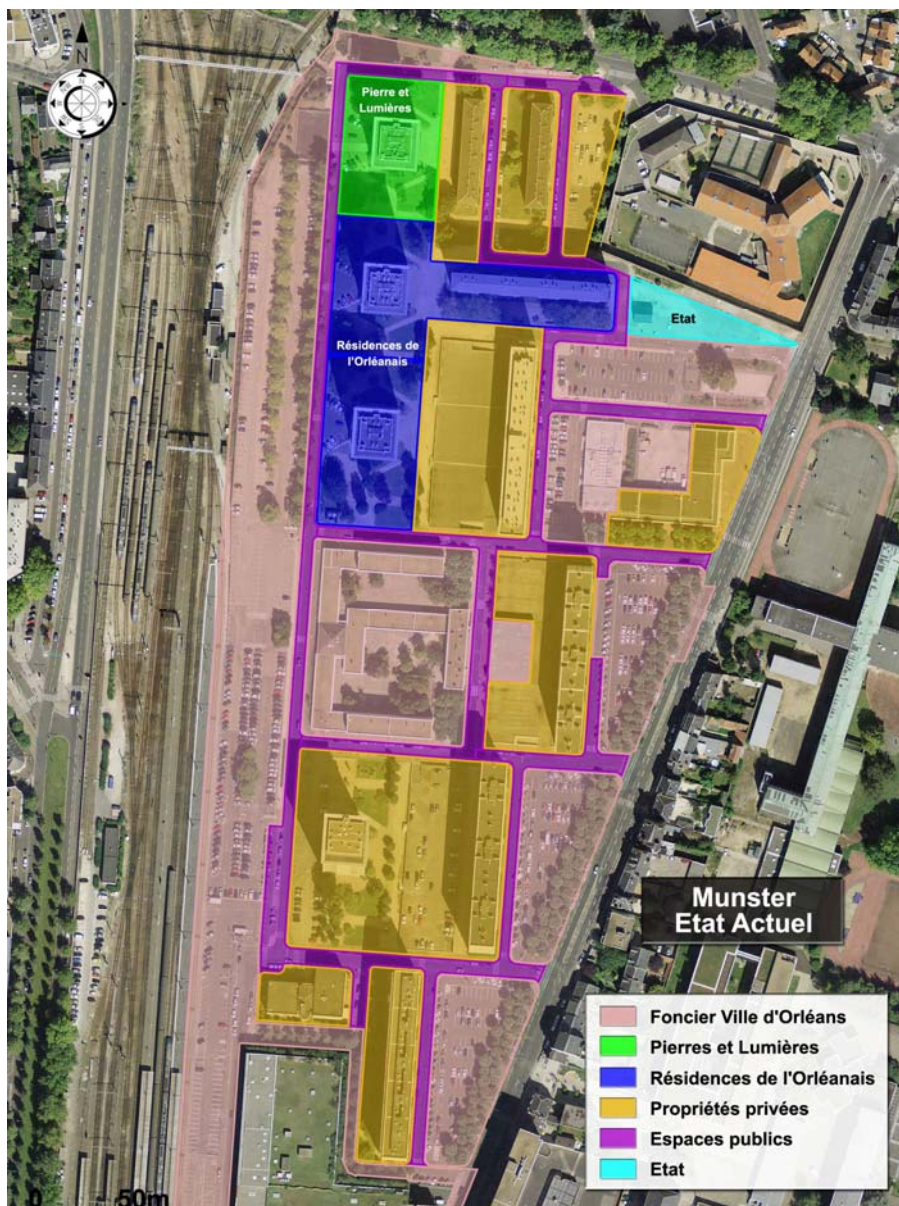 N
Pierre et
Lumières
Etat
Résidences de
l'Orléanais
Munster
Etat Actuel
Foncier Ville d'Orléans
Pierres et Lumières
Résidences de l'Orléanais
Propriétés privées
Espaces publics
Etat
0 50m